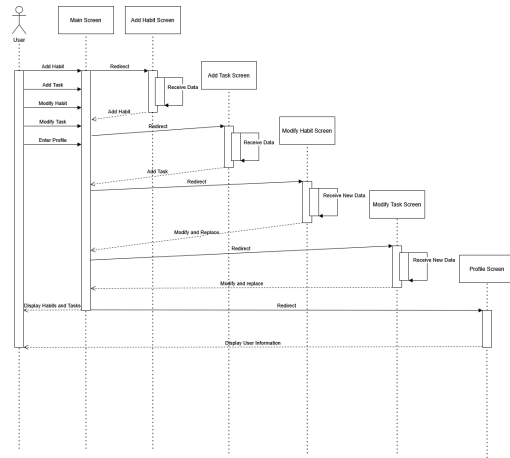 Main Screen
Add Habit Screen
User
Add Habit
Redirect
Add Task Screen
Add Task
Receive Data
Modify Habit
Add Habit
Modify Task
Redirect
Modify Habit Screen
Enter Profile
Receive Data
Add Task
Redirect
Modify Task Screen
Receive New Data
Modify and Replace
Redirect
Receive New Data
Profile Screen
Modify and replace
Display Habits and Tasks
Redirect
Display User Information